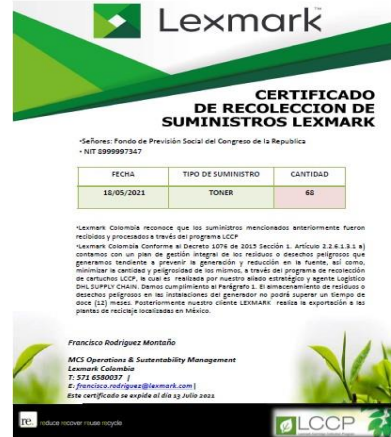 Lexmark
CERTIFICADO
DE RECOLECCION DE
SUMINISTROS LEXMARK
•Señores: Fondo de Previsión Social del Congreso de la Republica
• NIT 8999997347
FECHA TIPO DE SUMINISTRO CANTIDAD
18/05/2021 TONER 68
•Lexmark Colombia reconoce que los suministros mencionados anteriormente fueron
recibidos y procesados a través del programa LCCP
•Lexmark Colombia Conforme al Decreto 1076 de 2015 Sección 1. Artículo 2.2.6.1.3.1 a)
contamos con un plan de gestión integral de los residuos o desechos peligrosos que
generamos tendiente a prevenir la generación y reducción en la fuente, así como,
minimizar la cantidad y peligrosidad de los mismos, a través del programa de recolección
de cartuchos LCCP, la cual es realizada por nuestro aliado estratégico y agente Logístico
DHL SUPPLY CHAIN. Damos cumplimiento al Parágrafo 1. El almacenamiento de residuos o
desechos peligrosos en las instalaciones del generador no podrá superar un tiempo de
doce (12) meses. Posteriormente nuestro cliente LEXMARK realiza la exportación a las
plantas de reciclaje localizadas en México.
Francisco Rodriguez Montaño
MCS Operations & Sustentability Management
Lexmark Colombia
T: 571 6580037 |
E: francisco.rodriguez@lexmark.com |
Este certificado se expide al día 13 Julio 2021
re. reduce recover reuse recycle
LCCP